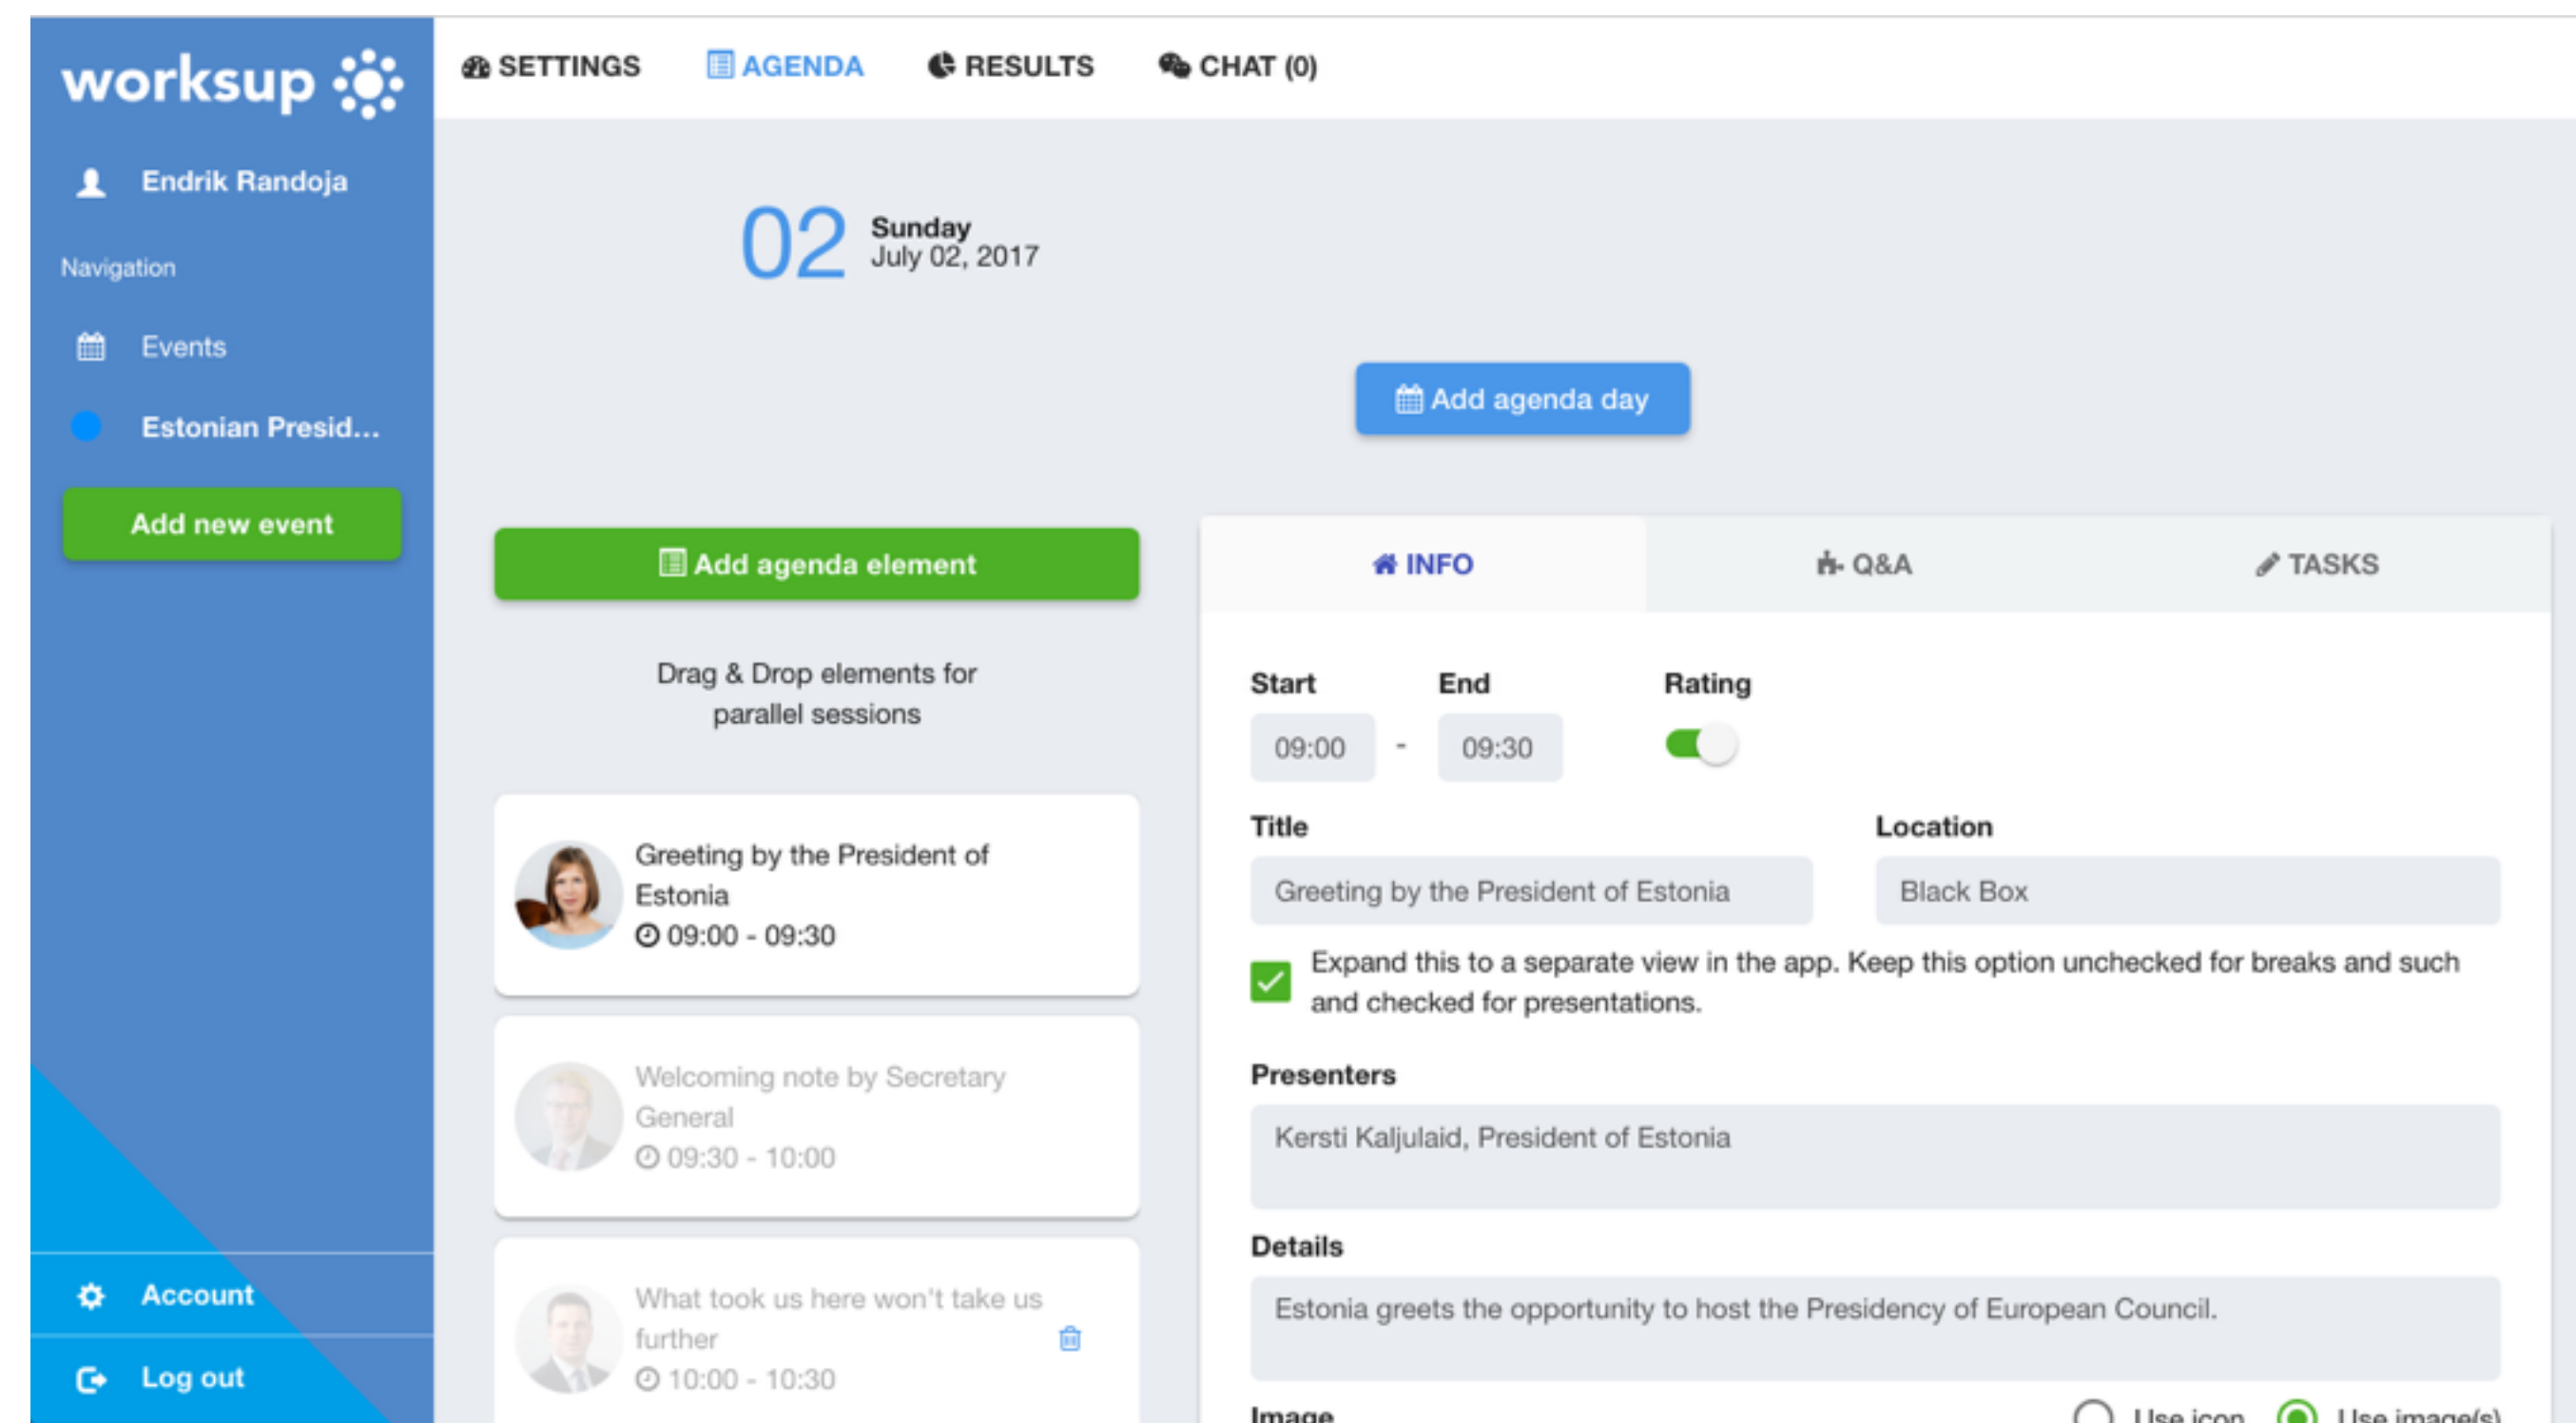 worksup
Endrik Randoja
Navigation
Events
Estonian Presid...
Add new event
Account
Log out
SETTINGS
AGENDA
RESULTS
CHAT (0)
02
Sunday
July 02, 2017
Add agenda day
Add agenda element
Drag & Drop elements for
parallel sessions
Greeting by the President of
Estonia
09:00 - 09:30
Welcoming note by Secretary
General
09:30 - 10:00
What took us here won't take us
further
10:00 - 10:30
INFO
Q&A
TASKS
Start
End
Rating
09:00 - 09:30
Title
Location
Greeting by the President of Estonia
Black Box
Expand this to a separate view in the app. Keep this option unchecked for breaks and such
and checked for presentations.
Presenters
Kersti Kaljulaid, President of Estonia
Details
Estonia greets the opportunity to host the Presidency of European Council.
Image
Use icon
Use image(s)